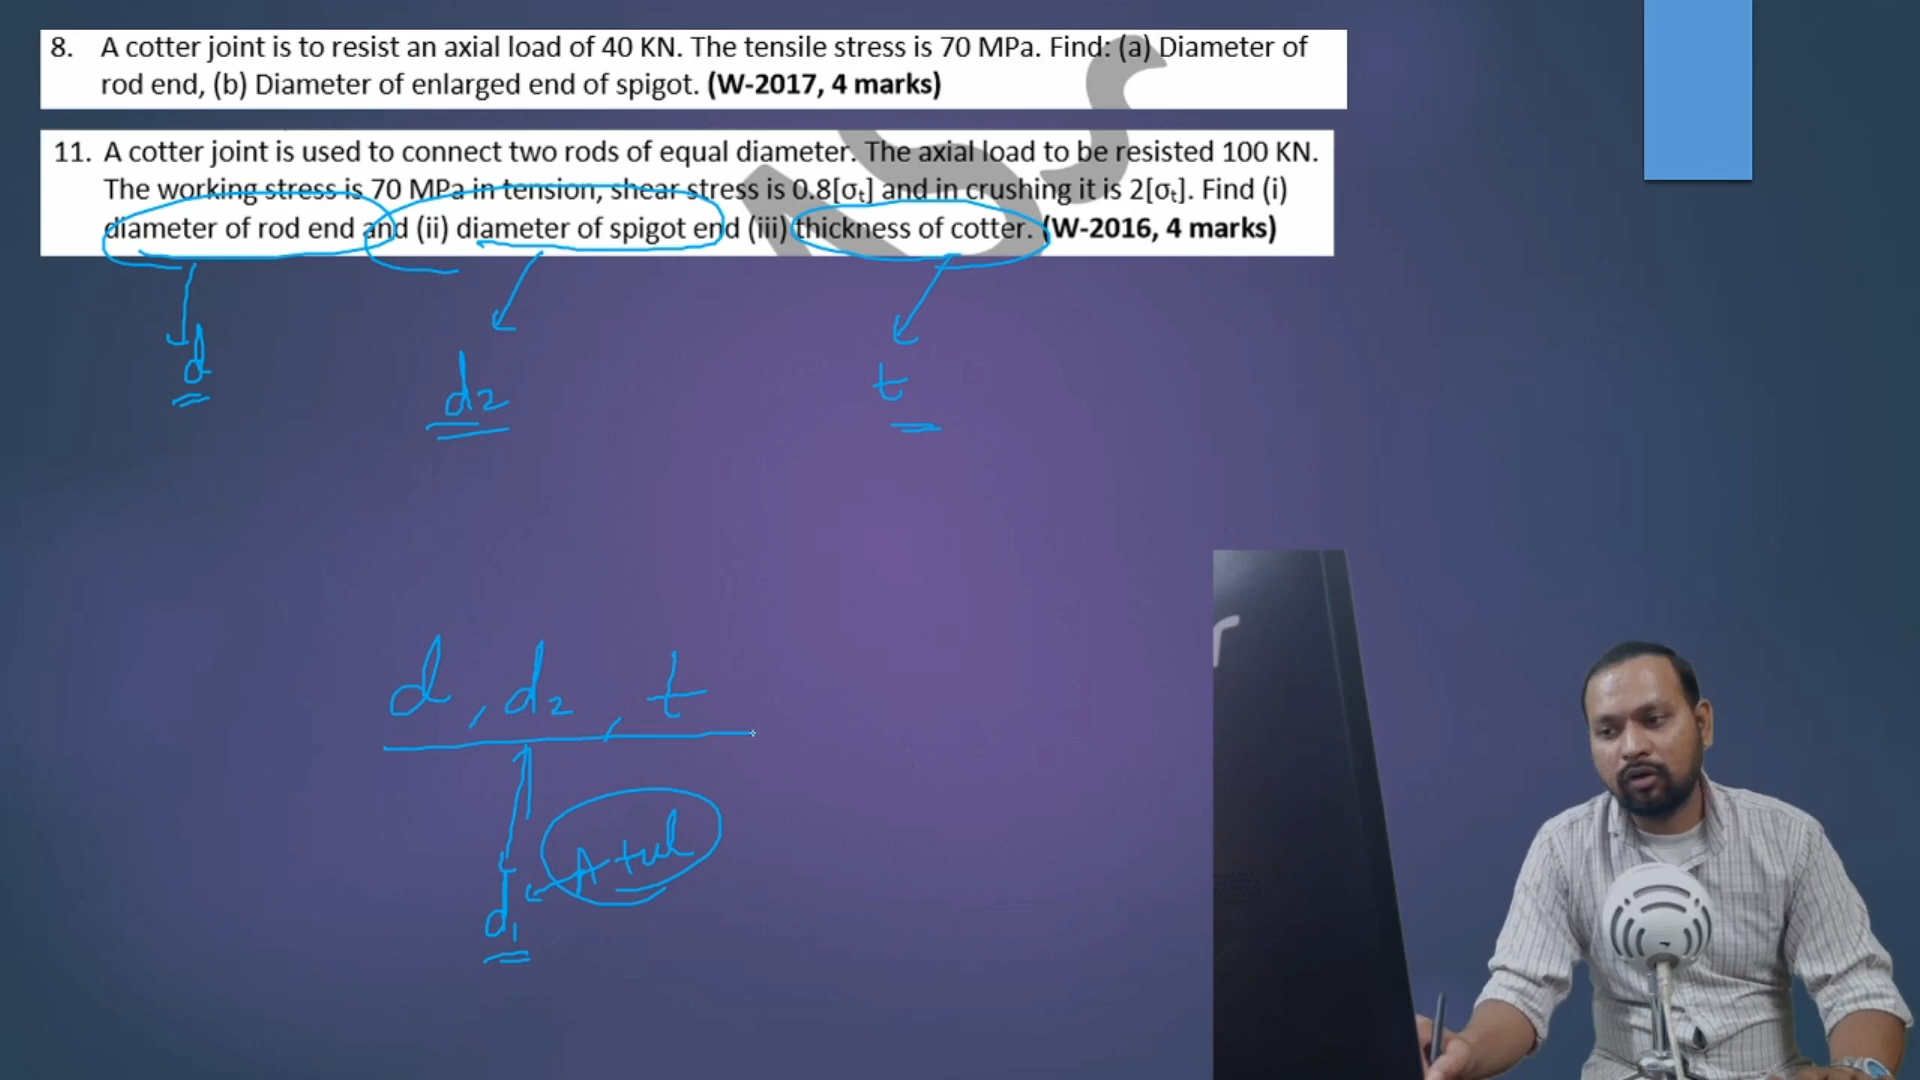 8. A cotter joint is to resist an axial load of 40 KN. The tensile stress is 70 MPa. Find: (a) Diameter of
rod end, (b) Diameter of enlarged end of spigot. (W-2017, 4 marks)
11. A cotter joint is used to connect two rods of equal diameter. The axial load to be resisted 100 KN.
The working stress is 70 MPa in tension, shear stress is 0.8[σt] and in crushing it is 2[σt]. Find (i)
diameter of rod end and (ii) diameter of spigot end (iii) thickness of cotter. (W-2016, 4 marks)
d
d2
t
d, d2, t
Atul
d1